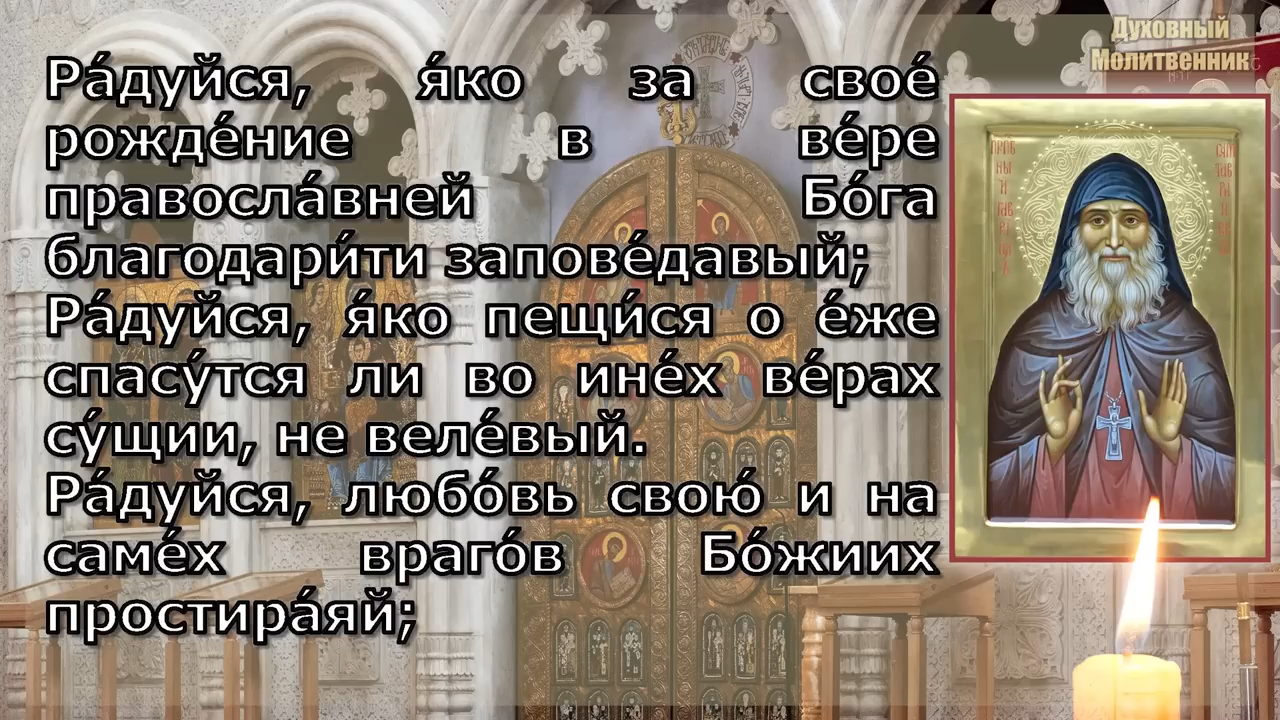 Духовный
Молитвенник
Ра́дуйся, я́ко за свое́
рожде́ние в ве́ре
правосла́вней Бо́га
благодари́ти запове́давый;
Ра́дуйся, я́ко пещи́ся о е́же
спасу́тся ли во ине́х ве́рах
су́щии, не веле́вый.
Ра́дуйся, любо́вь свою́ и на
саме́х враго́в Бо́жиих
простира́яй;